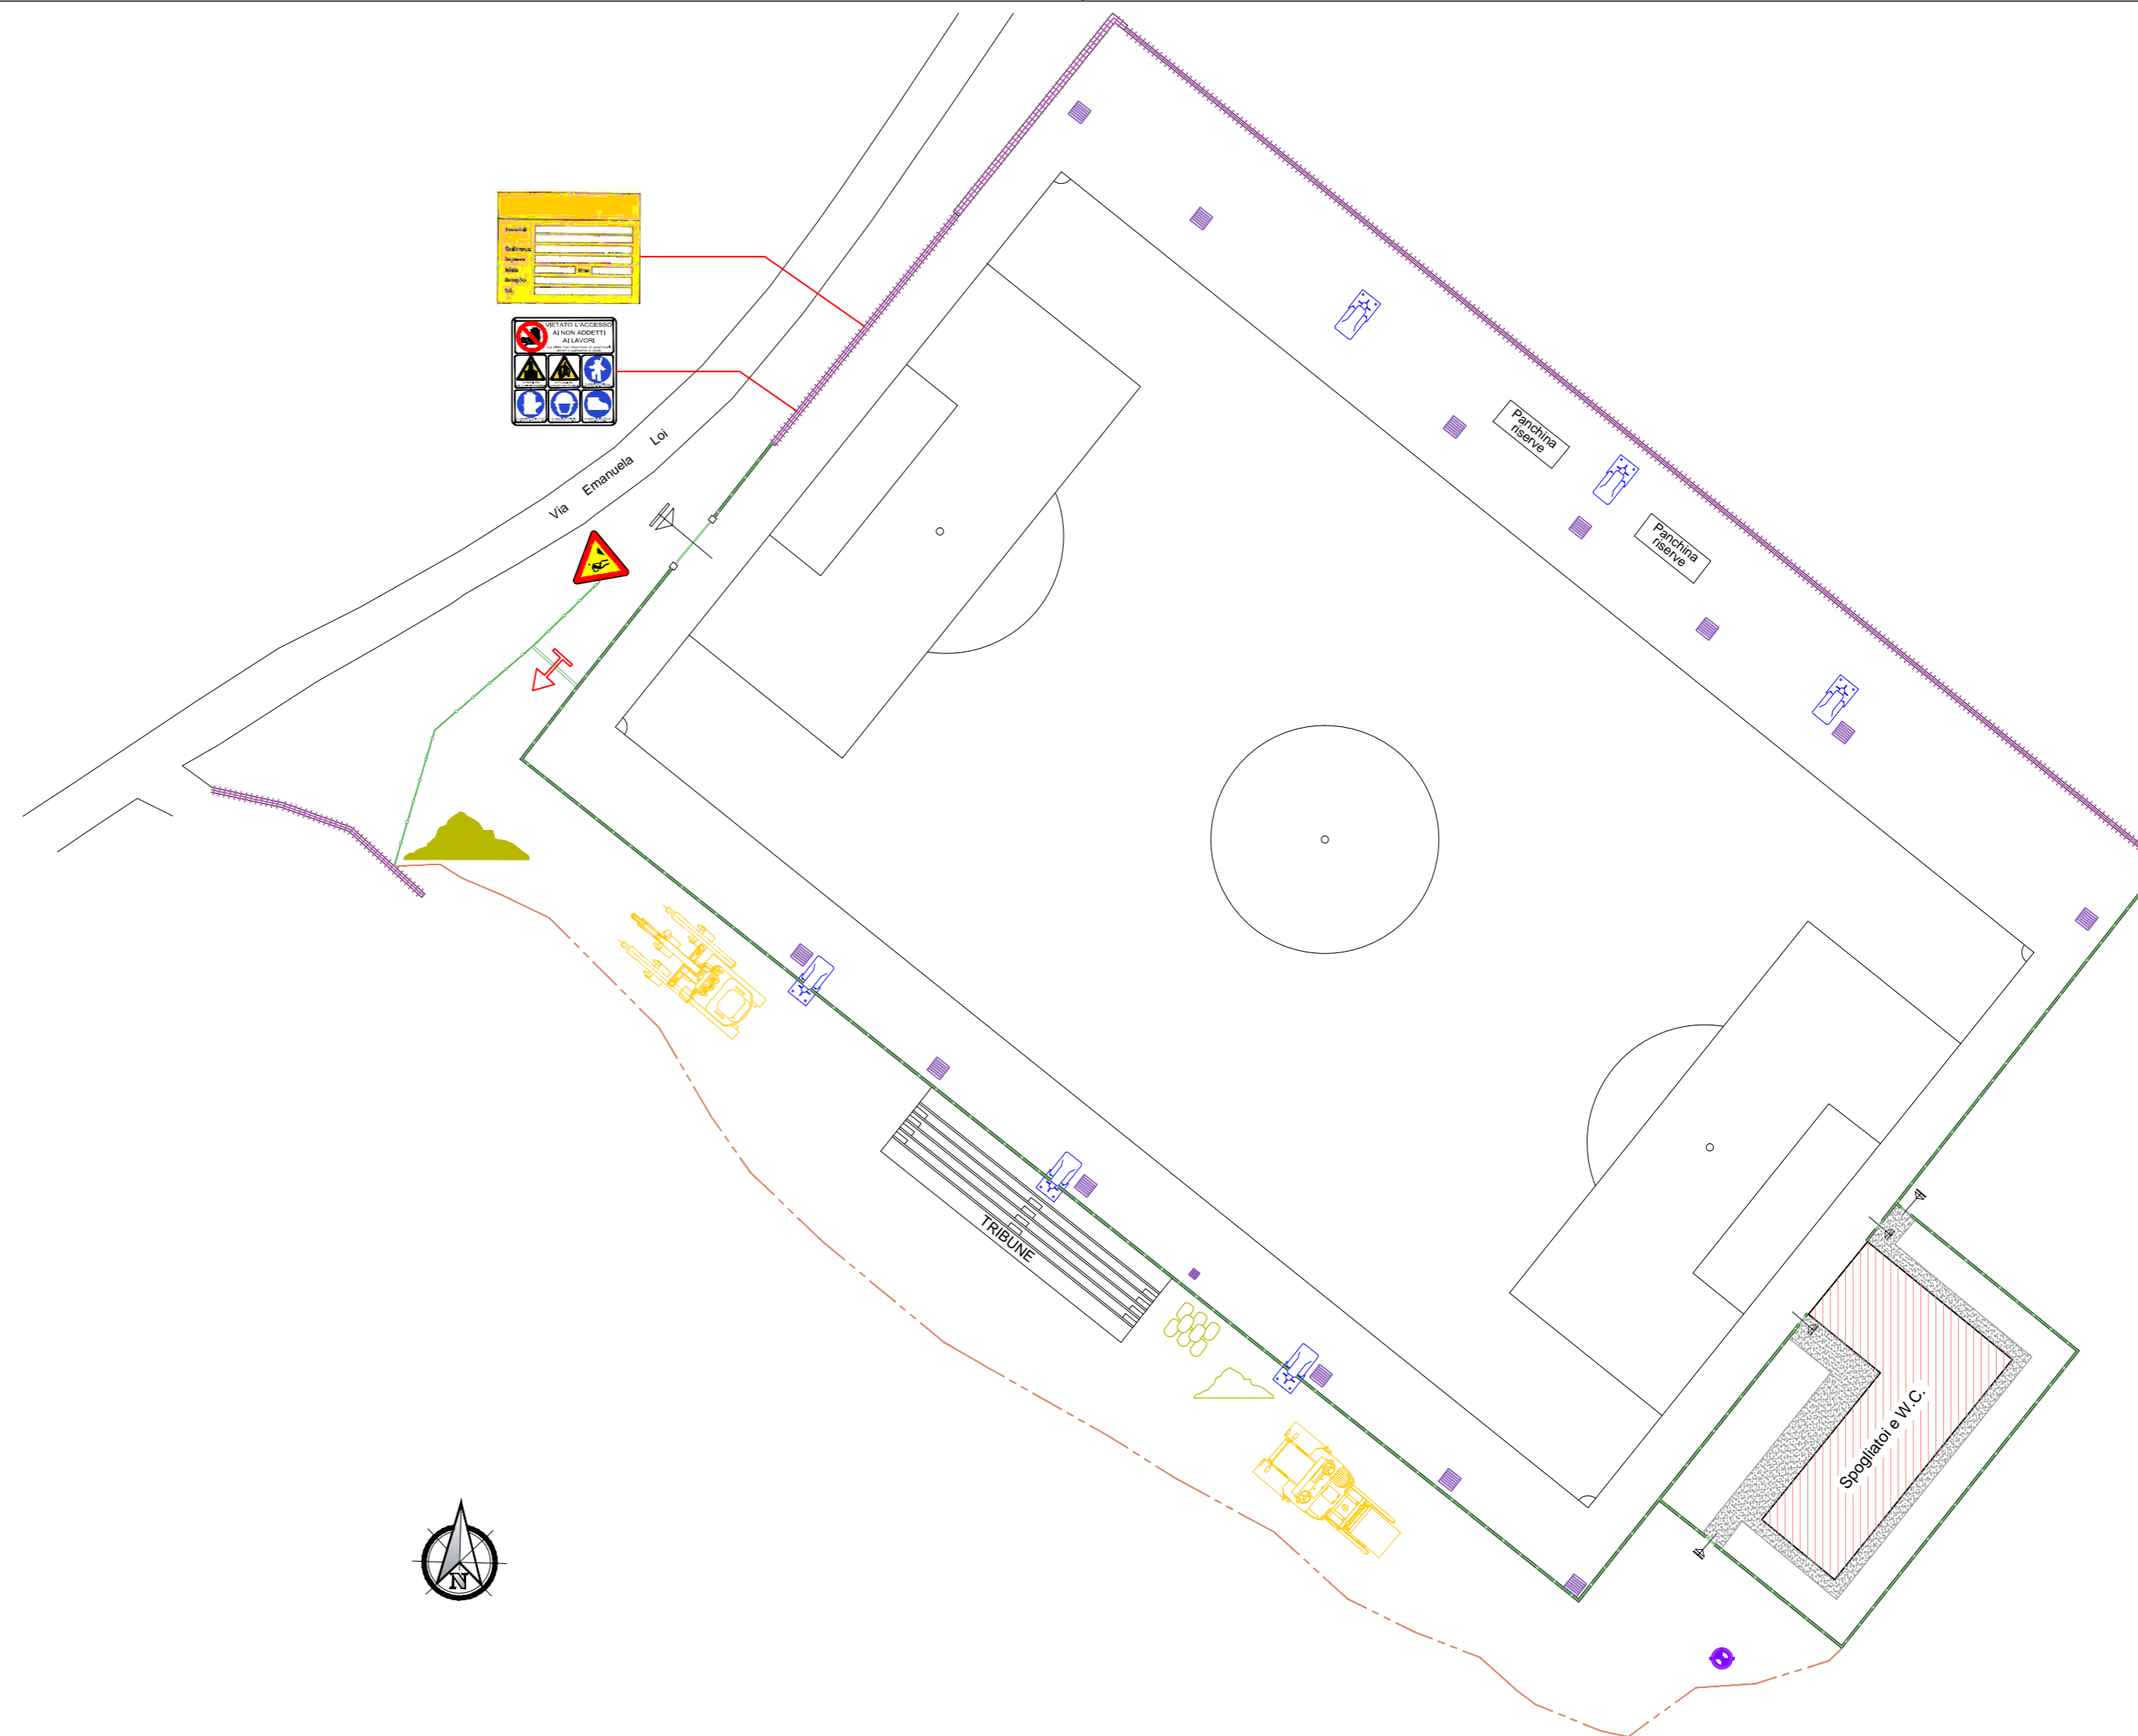 VIETATO L'ACCESSO
AI NON ADDETTI
AI LAVORI
Via Emanuela Loi
Panchina
riserve
Panchina
riserve
TRIBUNE
Spogliatoi e W.C.
N